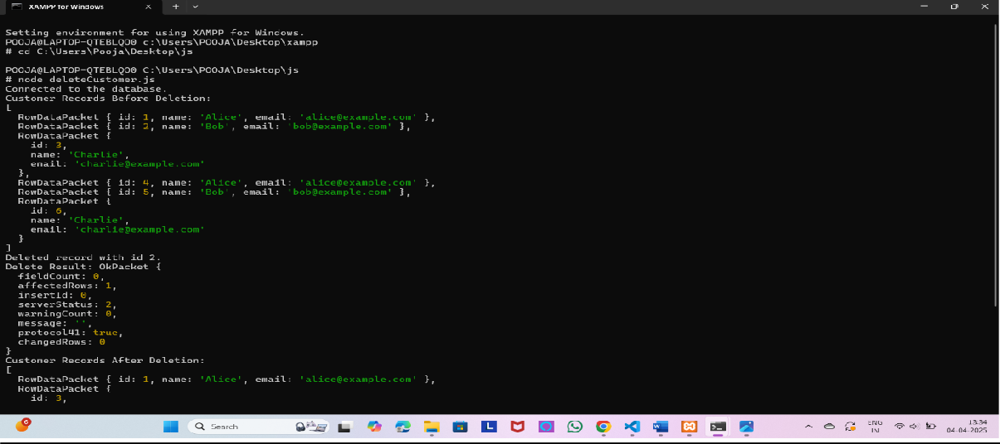 XAMPP for Windows
Setting environment for using XAMPP for Windows.
POOJA@LAPTOP-QTEBLQO0 c:\Users\POOJA\Desktop\xampp
# cd C:\Users\Pooja\Desktop\js
POOJA@LAPTOP-QTEBLQO0 C:\Users\POOJA\Desktop\js
# node deleteCustomer.js
Connected to the database.
Customer Records Before Deletion:
[
  RowDataPacket { id: 1, name: 'Alice', email: 'alice@example.com' },
  RowDataPacket { id: 2, name: 'Bob', email: 'bob@example.com' },
  RowDataPacket {
    id: 3,
    name: 'Charlie',
    email: 'charlie@example.com'
  },
  RowDataPacket { id: 4, name: 'Alice', email: 'alice@example.com' },
  RowDataPacket { id: 5, name: 'Bob', email: 'bob@example.com' },
  RowDataPacket {
    id: 6,
    name: 'Charlie',
    email: 'charlie@example.com'
  }
]
Deleted record with id 2.
Delete Result: OkPacket {
  fieldCount: 0,
  affectedRows: 1,
  insertId: 0,
  serverStatus: 2,
  warningCount: 0,
  message: '',
  protocol41: true,
  changedRows: 0
}
Customer Records After Deletion:
[
  RowDataPacket { id: 1, name: 'Alice', email: 'alice@example.com' },
  RowDataPacket {
    id: 3,
6
Search
L
W
ENG
IN
13:34
04-04-2025